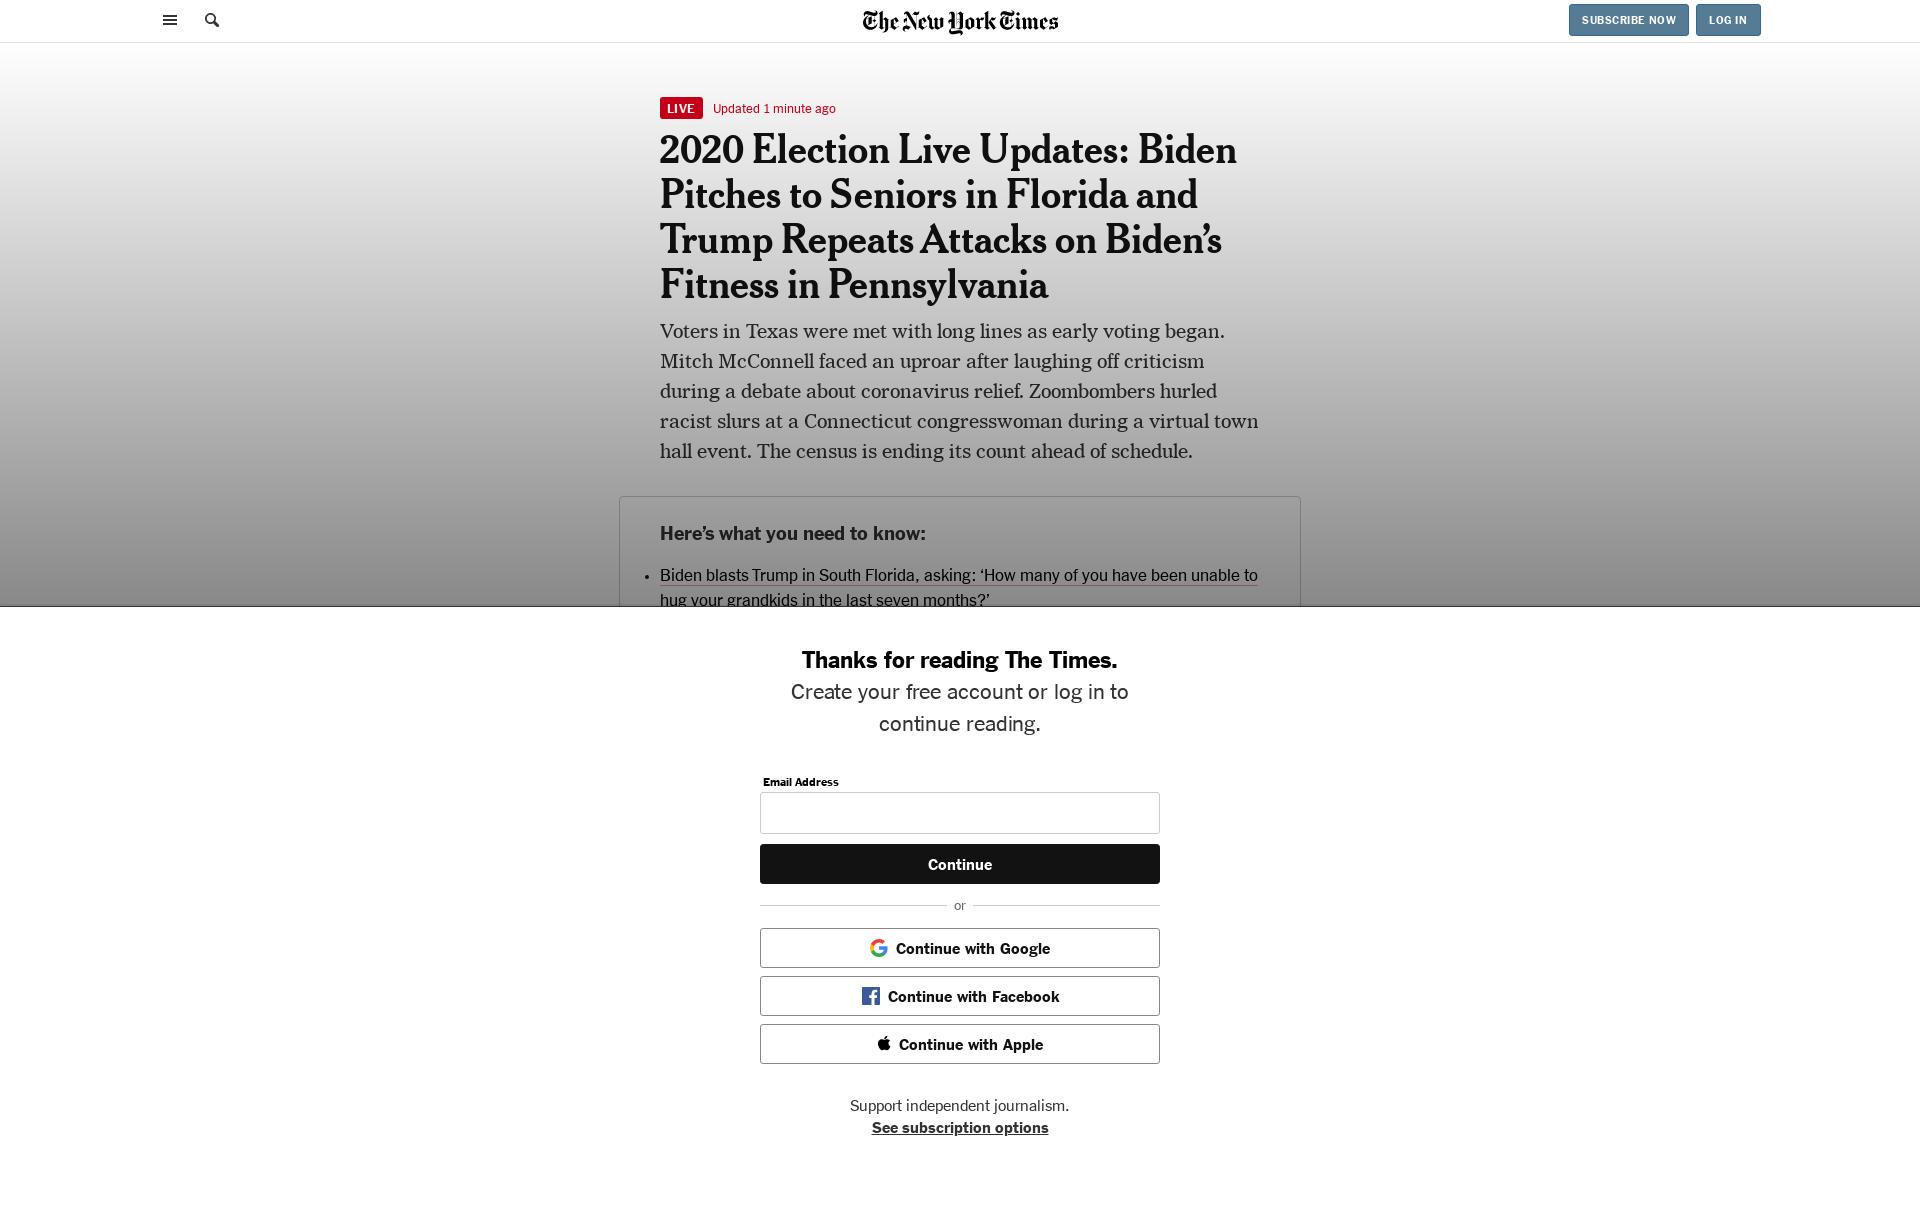 The New York Times
SUBSCRIBE NOW
LOG IN
LIVE Updated 1 minute ago
2020 Election Live Updates: Biden
Pitches to Seniors in Florida and
Trump Repeats Attacks on Biden’s
Fitness in Pennsylvania
Voters in Texas were met with long lines as early voting began.
Mitch McConnell faced an uproar after laughing off criticism
during a debate about coronavirus relief. Zoombombers hurled
racist slurs at a Connecticut congresswoman during a virtual town
hall event. The census is ending its count ahead of schedule.
Here’s what you need to know:
Biden blasts Trump in South Florida, asking: ‘How many of you have been unable to
hug your grandkids in the last seven months?’
Thanks for reading The Times.
Create your free account or log in to
continue reading.
Email Address
Continue
or
Continue with Google
Continue with Facebook
Continue with Apple
Support independent journalism.
See subscription options